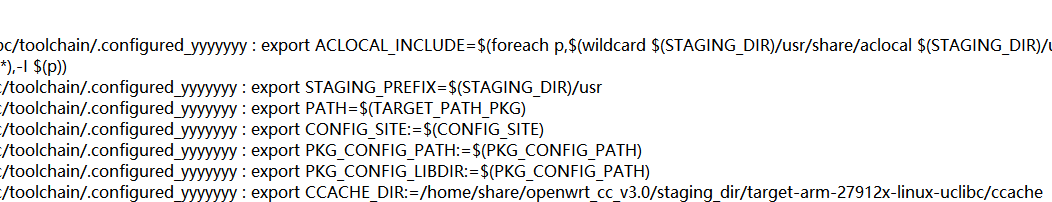 oc/toolchain/.configured_yyyyyyy : export ACLOCAL_INCLUDE=$(foreach p,$(wildcard $(STAGING_DIR)/usr/share/aclocal $(STAGING_DIR)/u
*),-I $(p))
/toolchain/.configured_yyyyyyy : export STAGING_PREFIX=$(STAGING_DIR)/usr
/toolchain/.configured_yyyyyyy : export PATH=$(TARGET_PATH_PKG)
/toolchain/.configured_yyyyyyy : export CONFIG_SITE:=$(CONFIG_SITE)
/toolchain/.configured_yyyyyyy : export PKG_CONFIG_PATH:=$(PKG_CONFIG_PATH)
/toolchain/.configured_yyyyyyy : export PKG_CONFIG_LIBDIR:=$(PKG_CONFIG_PATH)
/toolchain/.configured_yyyyyyy : export CCACHE_DIR:=/home/share/openwrt_cc_v3.0/staging_dir/target-arm-27912x-linux-uclibc/ccache